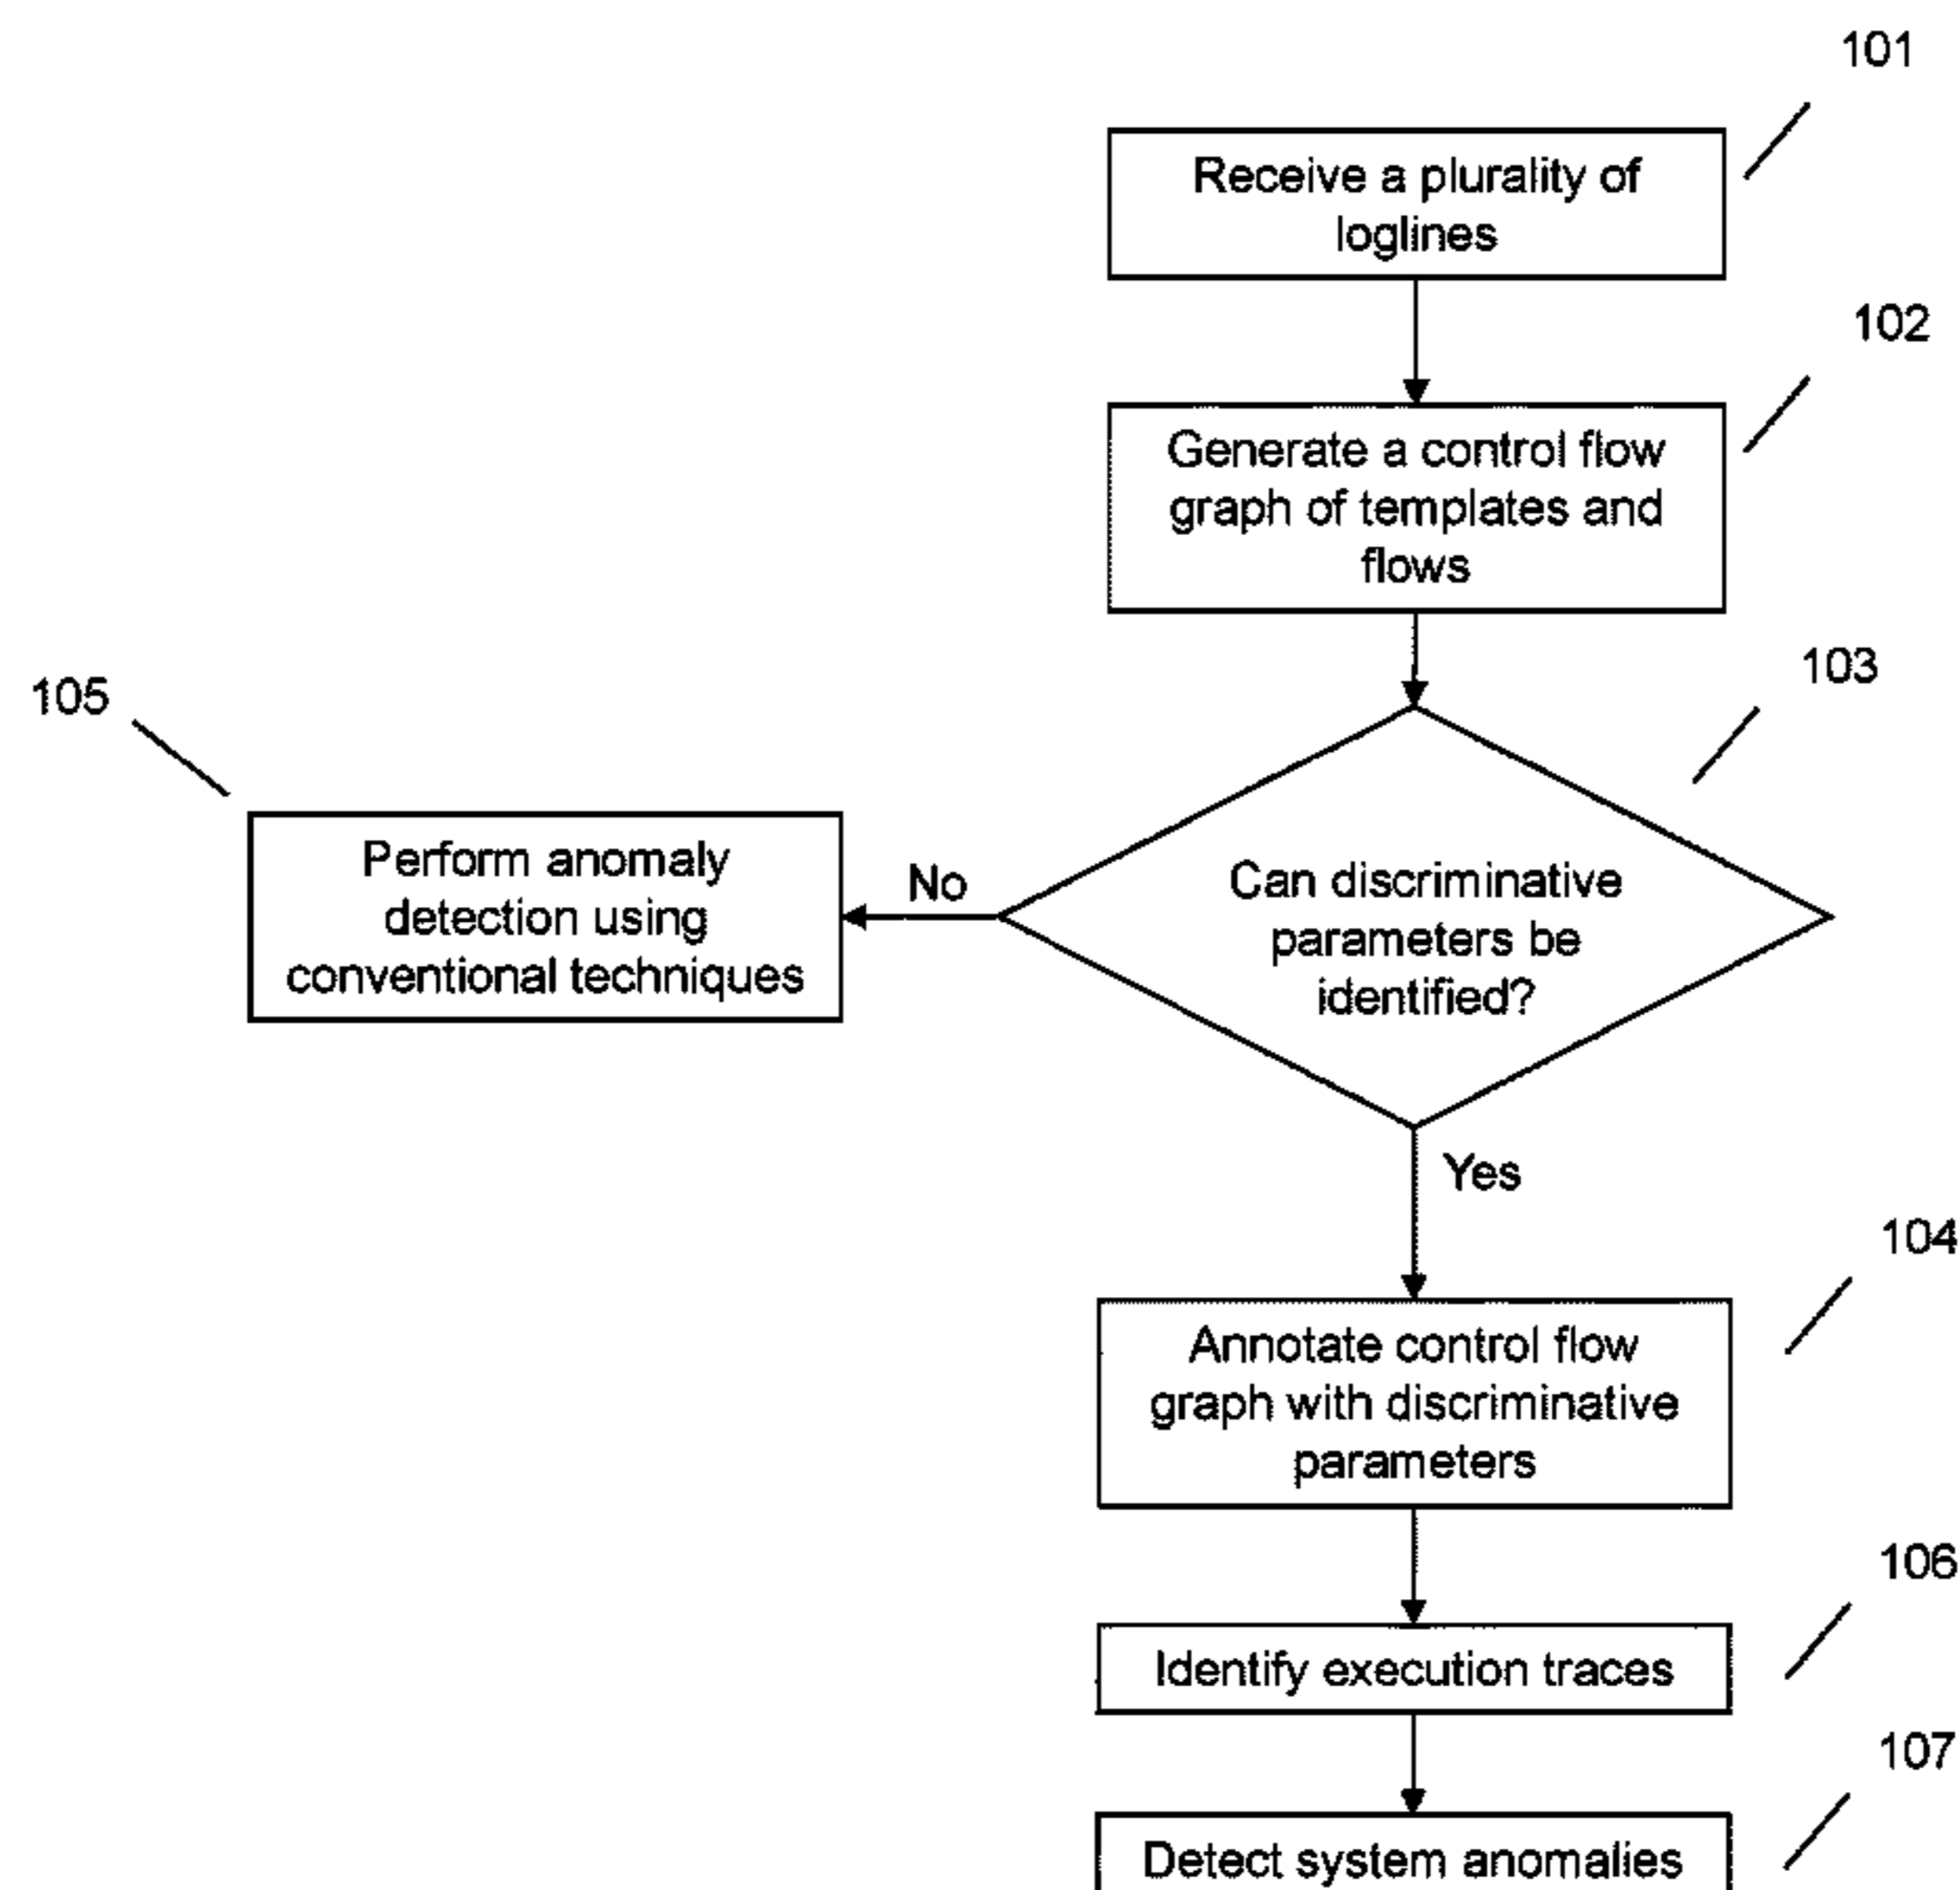 101
Receive a plurality of
loglines
102
Generate a control flow
graph of templates and
flows
103
105
Perform anomaly
detection using
conventional techniques
No
Can discriminative
parameters be
identified?
Yes
104
Annotate control flow
graph with discriminative
parameters
106
Identify execution traces
107
Detect system anomalies